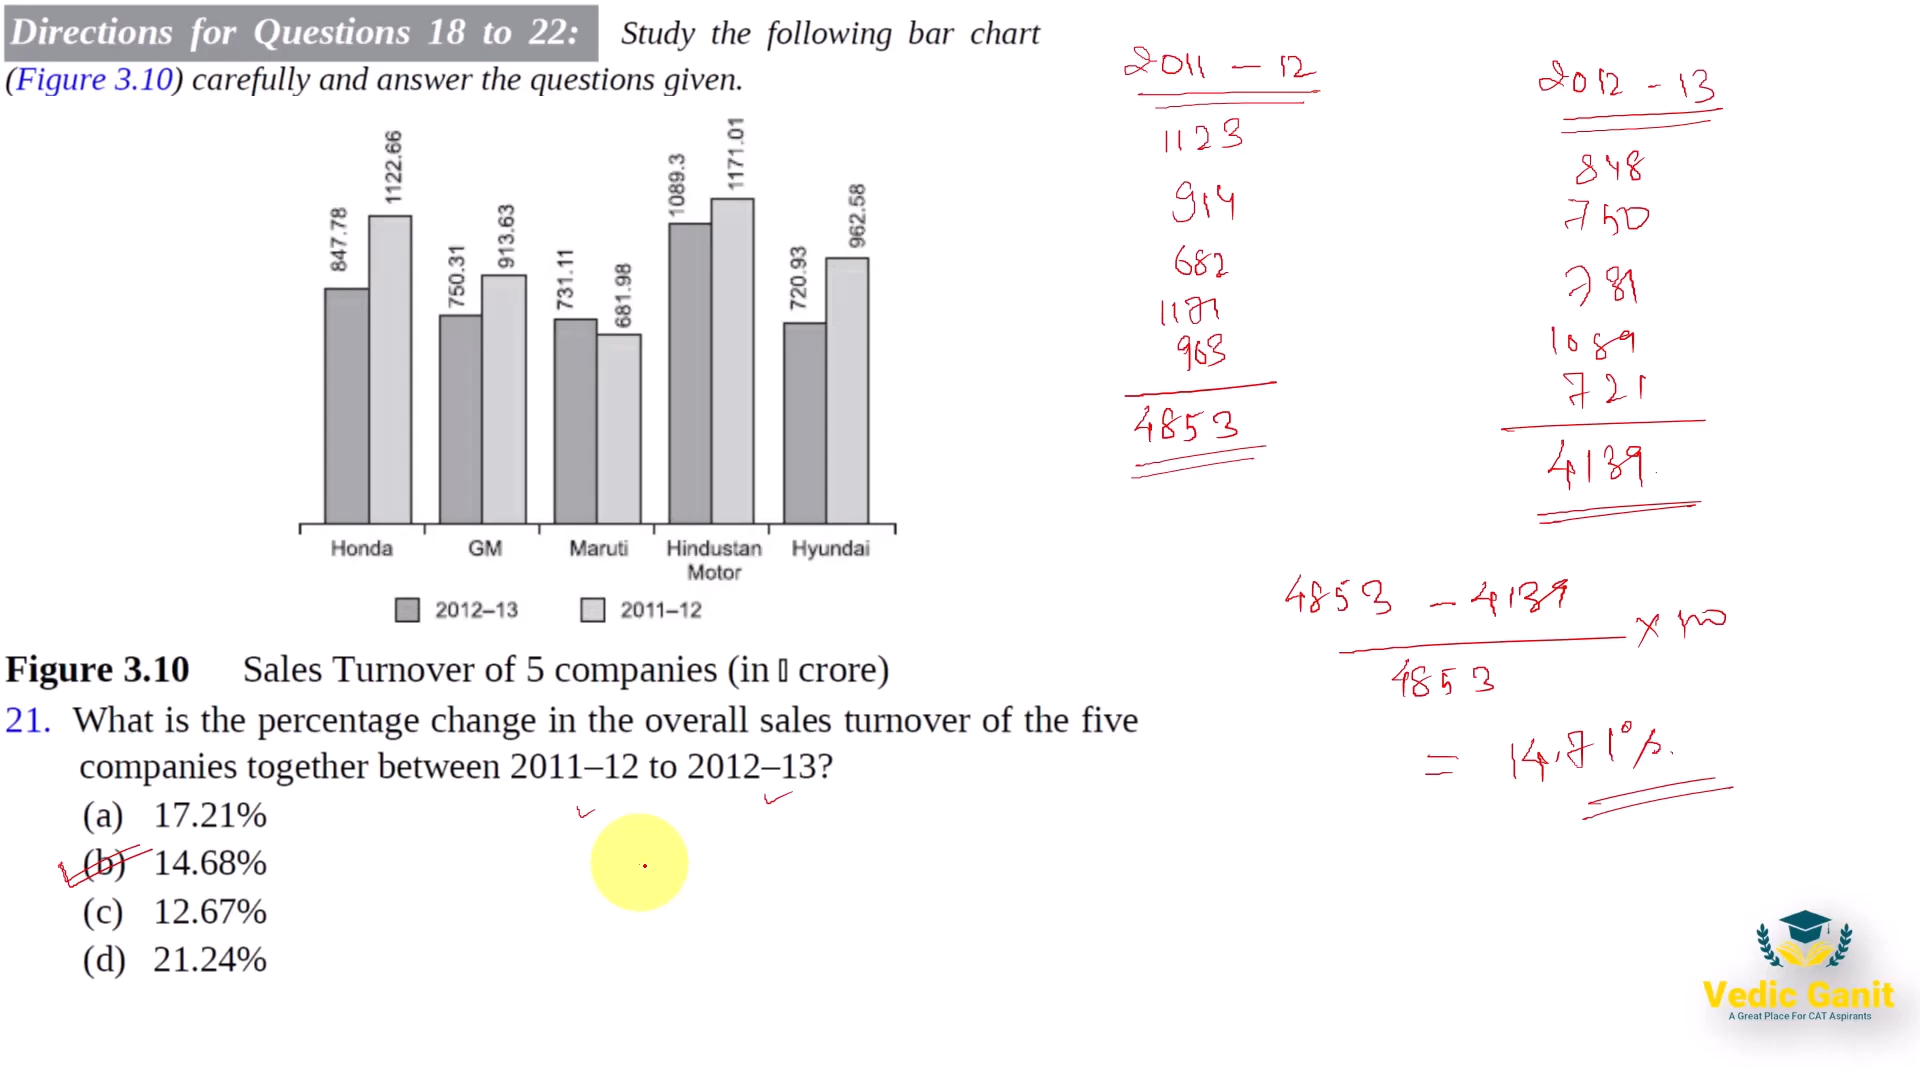 Directions for Questions 18 to 22: Study the following bar chart
(Figure 3.10) carefully and answer the questions given.
847.78
1122.66
750.31
913.63
731.11
681.98
1089.3
1171.01
720.93
962.58
Honda
GM
Maruti
Hindustan Motor
Hyundai
2012–13
2011–12
Figure 3.10 Sales Turnover of 5 companies (in ▯ crore)
21. What is the percentage change in the overall sales turnover of the five
companies together between 2011–12 to 2012–13?
(a) 17.21%
(b) 14.68%
(c) 12.67%
(d) 21.24%
2011 – 12
1123
914
682
1171
963
4853
2012 - 13
848
750
731
1089
721
4139
4853 – 4139
× 100
4853
= 14.71%.
Vedic Ganit
A Great Place For CAT Aspirants